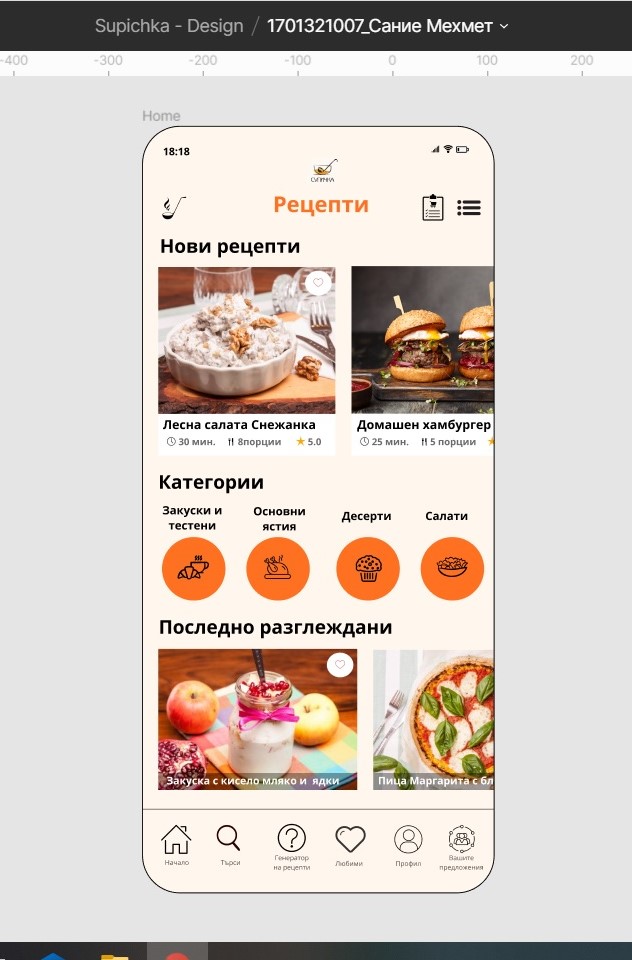 Supichka - Design / 1701321007_Сание Мехмет
-400 -300 -200 -100 0 100 200
Home
18:18
СУПИЧКА
Рецепти
Нови рецепти
Лесна салата Снежанка
30 мин. 8порции 5.0
Домашен хамбургер
25 мин. 5 порции
Категории
Закуски и
тестени
Основни
ястия
Десерти
Салати
Последно разглеждани
Закуска с кисело мляко и ядки
Пица Маргарита с бл
Начало
Търси
Генератор
на рецепти
Любими
Профил
Вашите
предложения